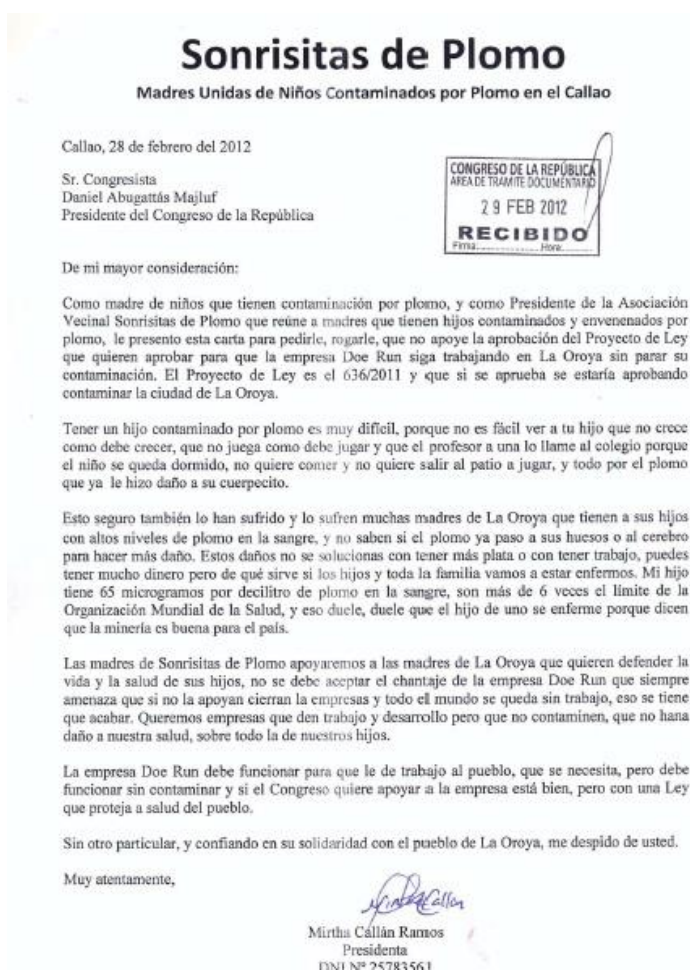 Sonrisitas de Plomo
Madres Unidas de Niños Contaminados por Plomo en el Callao
Callao, 28 de febrero del 2012
Sr. Congresista
Daniel Abugattás Majluf
Presidente del Congreso de la República
CONGRESO DE LA REPÚBLICA
AREA DE TRAMITE DOCUMENTARIO
29 FEB 2012
RECIBIDO
Firma.............. Hora.........
De mi mayor consideración:
Como madre de niños que tienen contaminación por plomo, y como Presidente de la Asociación
Vecinal Sonrisitas de Plomo que reúne a madres que tienen hijos contaminados y envenenados por
plomo, le presento esta carta para pedirle, rogarle, que no apoye la aprobación del Proyecto de Ley
que quieren aprobar para que la empresa Doe Run siga trabajando en La Oroya sin parar su
contaminación. El Proyecto de Ley es el 636/2011 y que si se aprueba se estaría aprobando
contaminar la ciudad de La Oroya.
Tener un hijo contaminado por plomo es muy difícil, porque no es fácil ver a tu hijo que no crece
como debe crecer, que no juega como debe jugar y que el profesor a una lo llame al colegio porque
el niño se queda dormido, no quiere comer y no quiere salir al patio a jugar, y todo por el plomo
que ya le hizo daño a su cuerpecito.
Esto seguro también lo han sufrido y lo sufren muchas madres de La Oroya que tienen a sus hijos
con altos niveles de plomo en la sangre, y no saben si el plomo ya paso a sus huesos o al cerebro
para hacer más daño. Estos daños no se solucionas con tener más plata o con tener trabajo, puedes
tener mucho dinero pero de qué sirve si los hijos y toda la familia vamos a estar enfermos. Mi hijo
tiene 65 microgramos por decilitro de plomo en la sangre, son más de 6 veces el límite de la
Organización Mundial de la Salud, y eso duele, duele que el hijo de uno se enferme porque dicen
que la minería es buena para el país.
Las madres de Sonrisitas de Plomo apoyaremos a las madres de La Oroya que quieren defender la
vida y la salud de sus hijos, no se debe aceptar el chantaje de la empresa Doe Run que siempre
amenaza que si no la apoyan cierran la empresas y todo el mundo se queda sin trabajo, eso se tiene
que acabar. Queremos empresas que den trabajo y desarrollo pero que no contaminen, que no hana
daño a nuestra salud, sobre todo la de nuestros hijos.
La empresa Doe Run debe funcionar para que le de trabajo al pueblo, que se necesita, pero debe
funcionar sin contaminar y si el Congreso quiere apoyar a la empresa está bien, pero con una Ley
que proteja a salud del pueblo.
Sin otro particular, y confiando en su solidaridad con el pueblo de La Oroya, me despido de usted.
Muy atentamente,
Mirtha Callán Ramos
Presidenta
DNI Nº 25783561